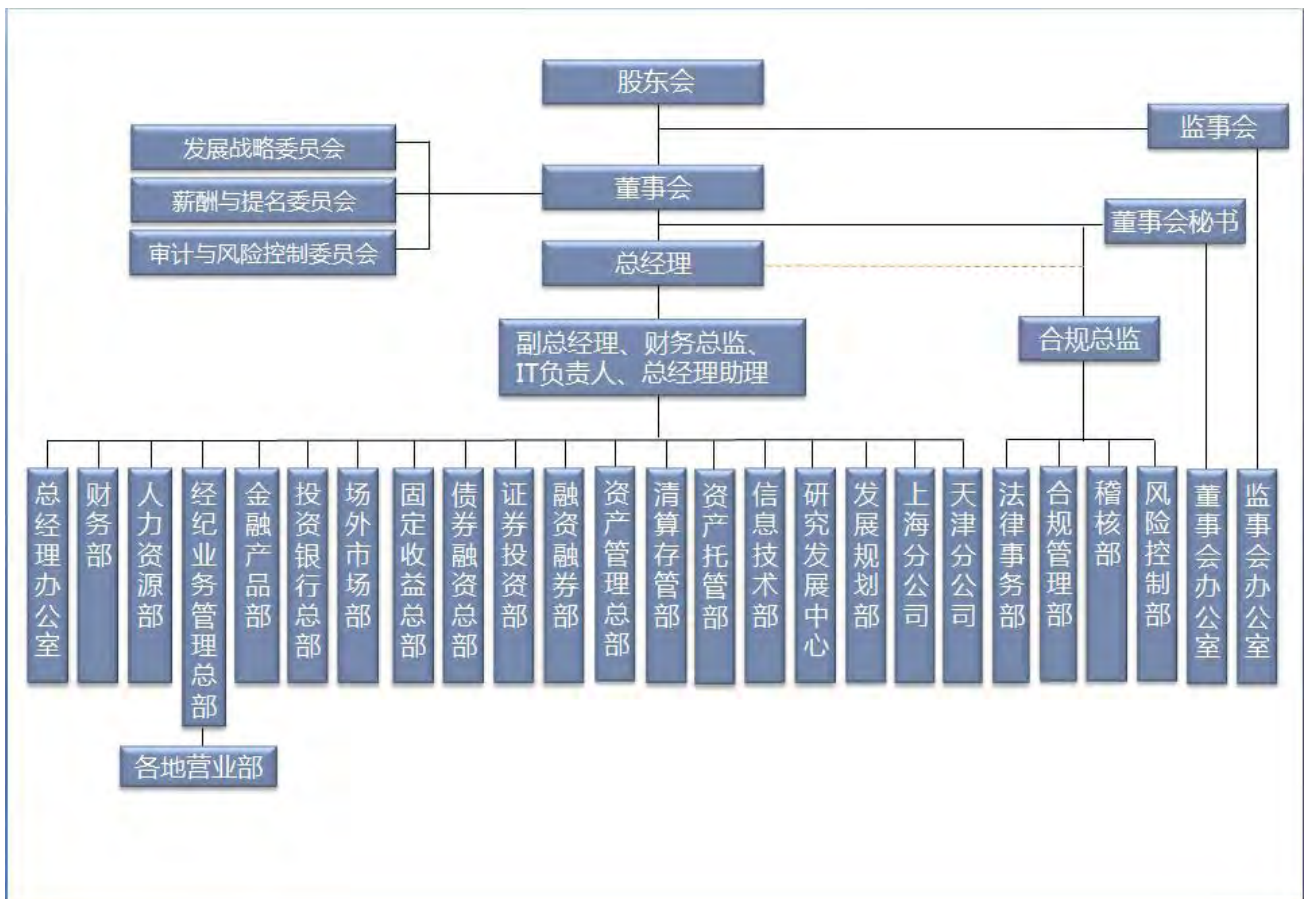 股东会
监事会
发展战略委员会
薪酬与提名委员会
审计与风险控制委员会
董事会
董事会秘书
总经理
副总经理、财务总监、
IT负责人、总经理助理
合规总监
总经理办公室
财务部
人力资源部
经纪业务管理总部
金融产品部
投资银行总部
场外市场部
固定收益总部
债券融资总部
证券投资部
融资融券部
资产管理总部
清算存管部
资产托管部
信息技术部
研究发展中心
发展规划部
上海分公司
天津分公司
法律事务部
合规管理部
稽核部
风险控制部
董事会办公室
监事会办公室
各地营业部